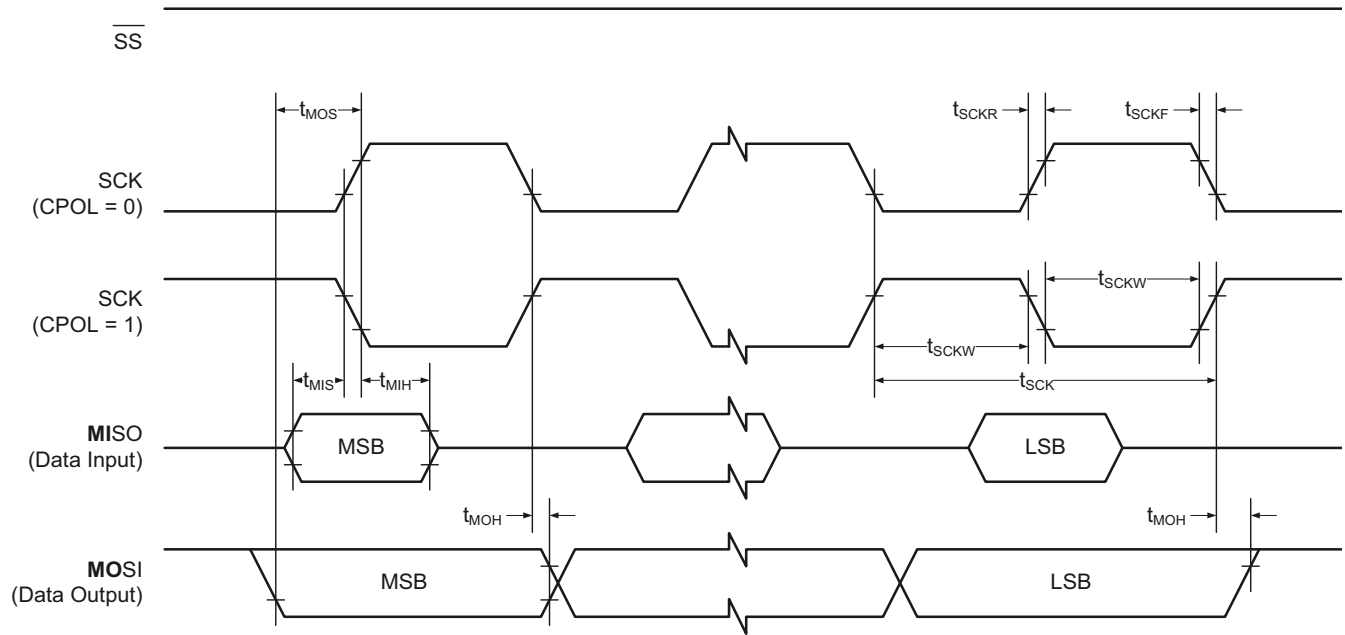 SS
tMOS
tSCKR
tSCKF
SCK
(CPOL = 0)
SCK
(CPOL = 1)
tSCKW
tSCKW
tSCK
tMIS
tMIH
MISO
(Data Input)
MSB
LSB
tMOH
tMOH
MOSI
(Data Output)
MSB
LSB